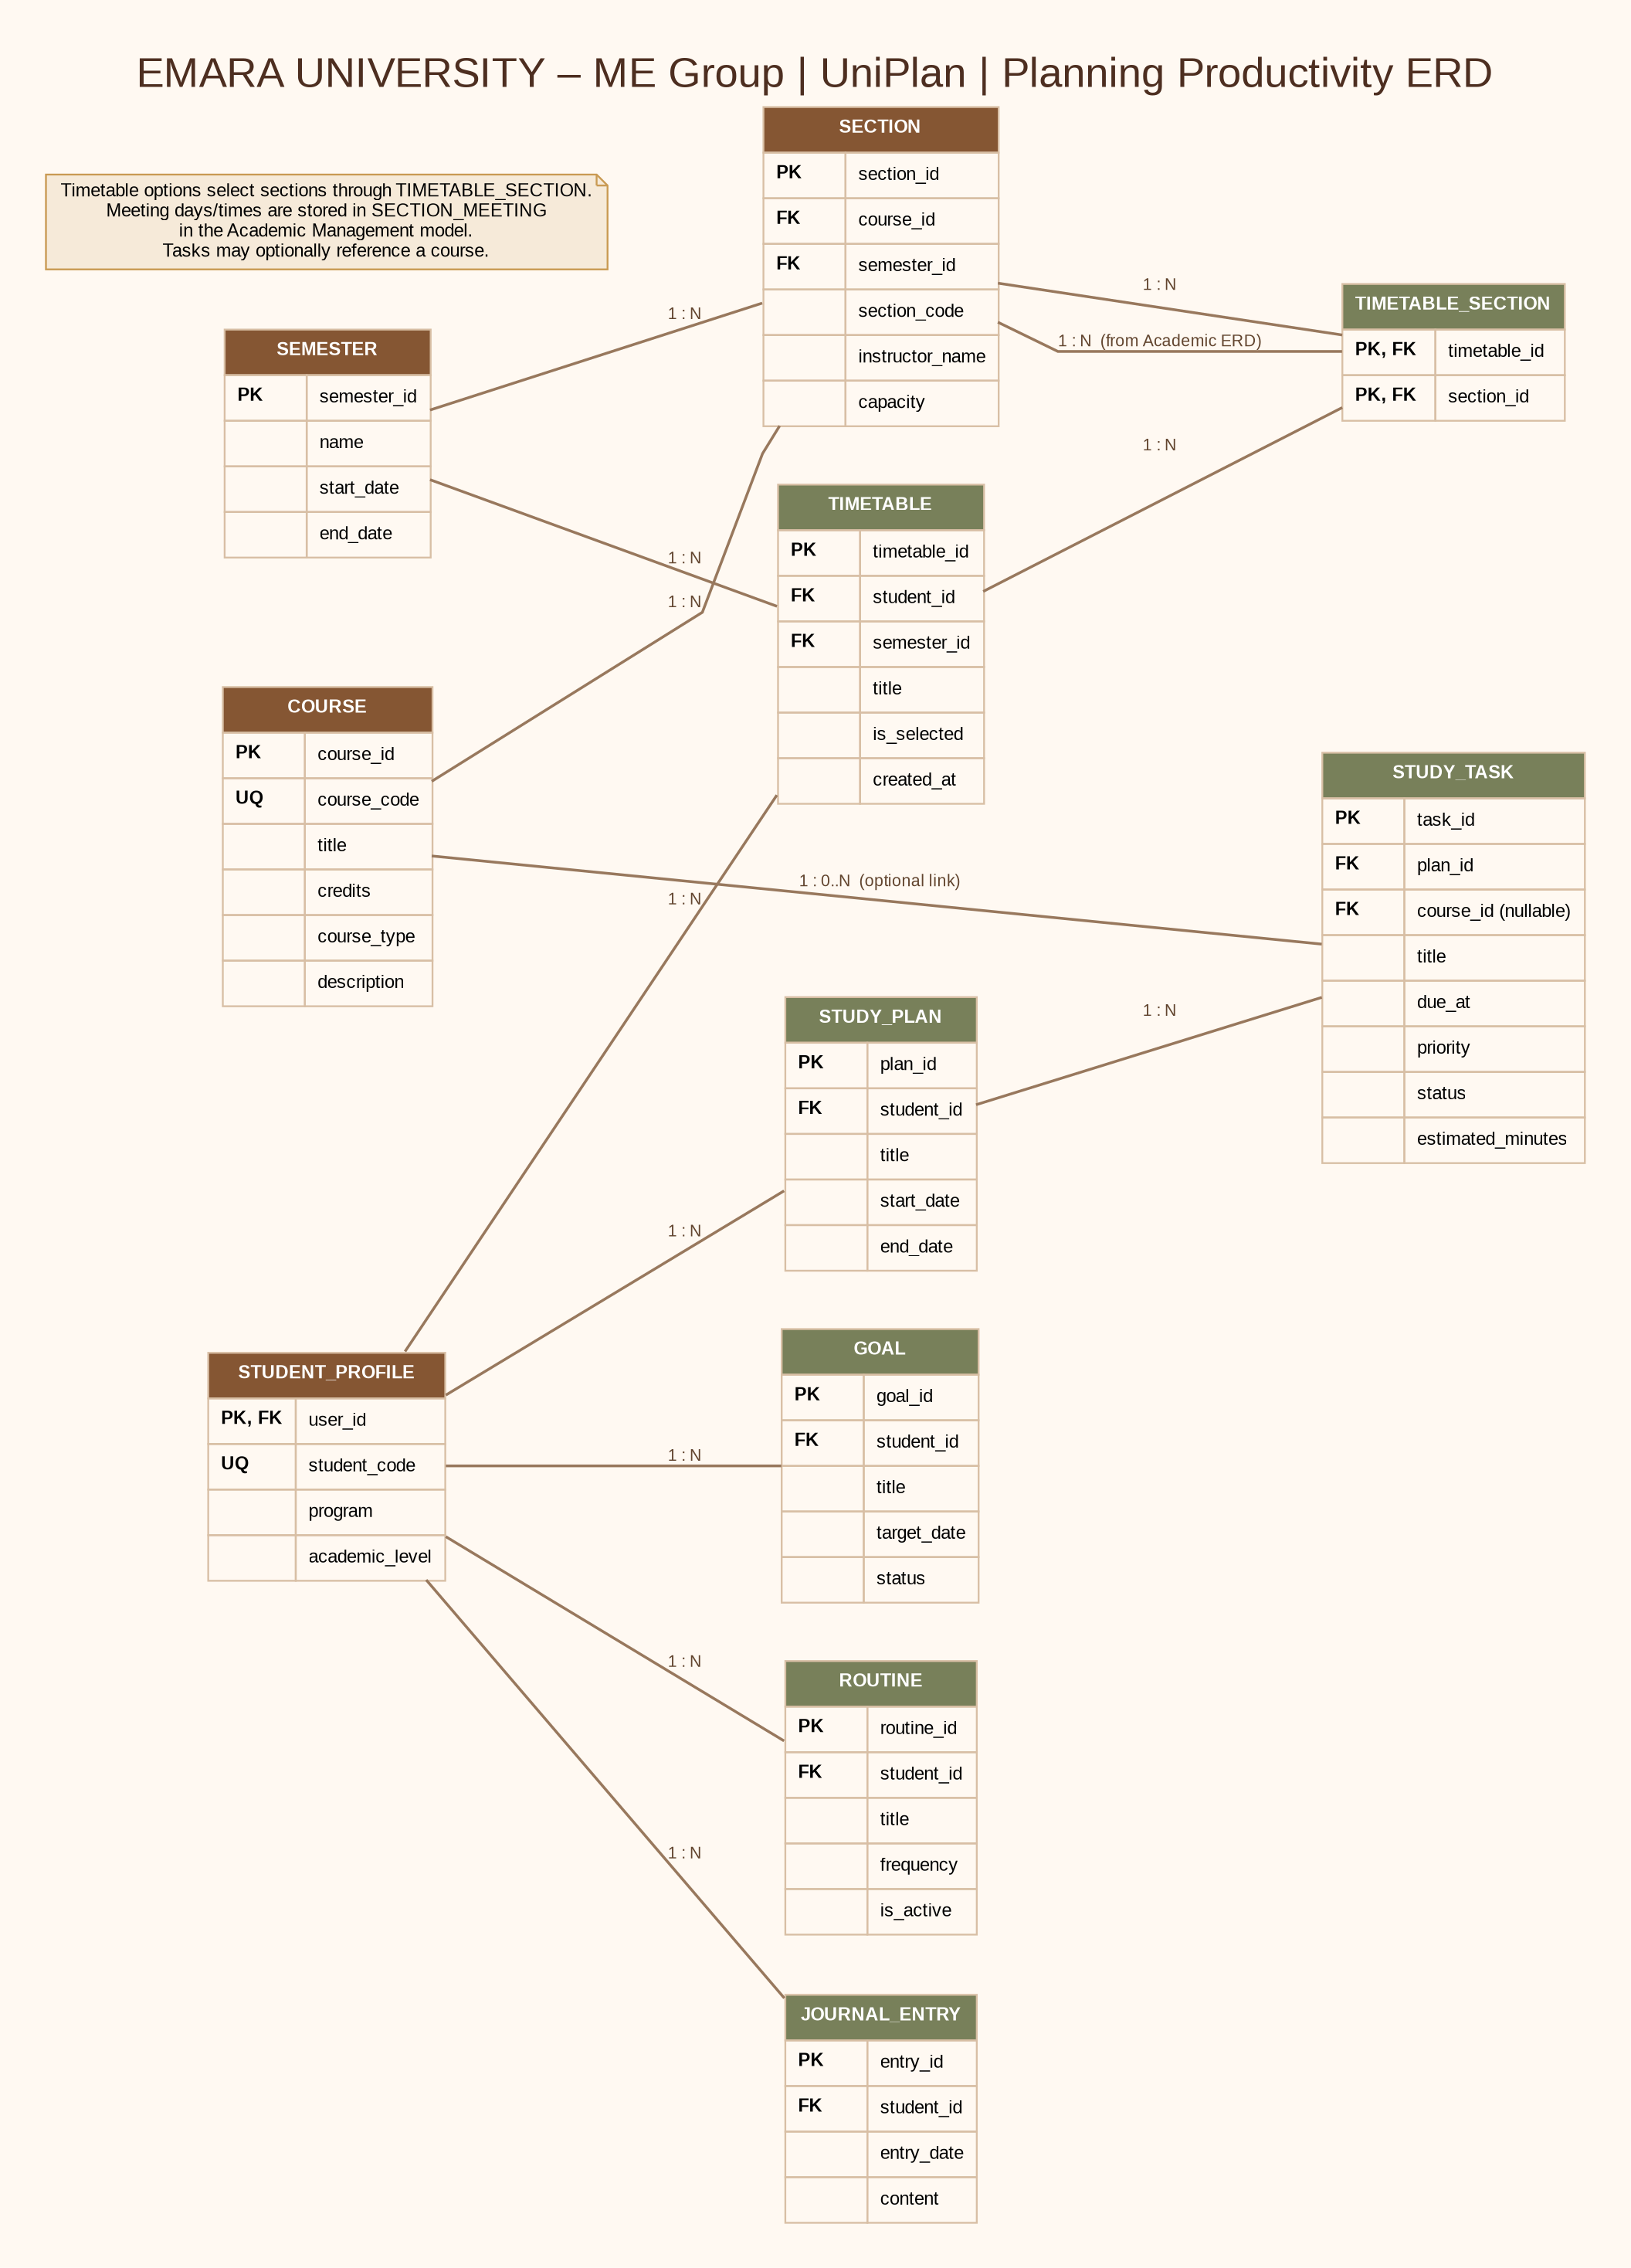 EMARA UNIVERSITY – ME Group | UniPlan | Planning Productivity ERD
Timetable options select sections through TIMETABLE_SECTION.
Meeting days/times are stored in SECTION_MEETING
in the Academic Management model.
Tasks may optionally reference a course.
SECTION
PK section_id
FK course_id
FK semester_id
section_code
instructor_name
capacity
1 : N
1 : N (from Academic ERD)
1 : N
TIMETABLE_SECTION
PK, FK timetable_id
PK, FK section_id
SEMESTER
PK semester_id
name
start_date
end_date
1 : N
1 : N
1 : N
TIMETABLE
PK timetable_id
FK student_id
FK semester_id
title
is_selected
created_at
COURSE
PK course_id
UQ course_code
title
credits
course_type
description
1 : 0..N (optional link)
1 : N
STUDY_TASK
PK task_id
FK plan_id
FK course_id (nullable)
title
due_at
priority
status
estimated_minutes
STUDY_PLAN
PK plan_id
FK student_id
title
start_date
end_date
1 : N
1 : N
STUDENT_PROFILE
PK, FK user_id
UQ student_code
program
academic_level
GOAL
PK goal_id
FK student_id
title
target_date
status
1 : N
1 : N
ROUTINE
PK routine_id
FK student_id
title
frequency
is_active
1 : N
JOURNAL_ENTRY
PK entry_id
FK student_id
entry_date
content